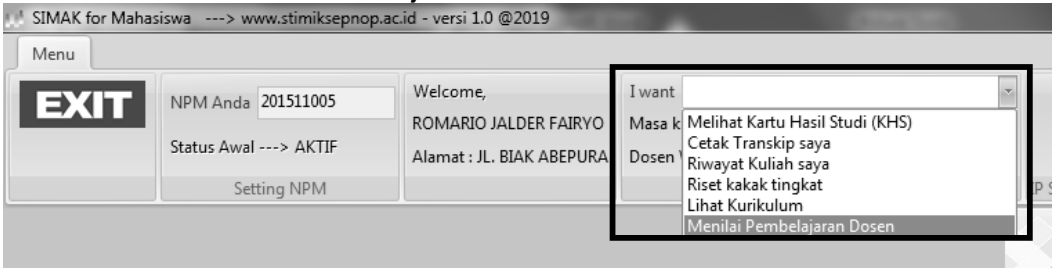 SIMAK for Mahasiswa ---> www.stimiksepnop.ac.id - versi 1.0 @2019
Menu
EXIT
NPM Anda 201511005
Status Awal ---> AKTIF
Setting NPM
Welcome,
ROMARIO JALDER FAIRYO
Alamat : JL. BIAK ABEPURA
I want
Masa k
Dosen
Melihat Kartu Hasil Studi (KHS)
Cetak Transkip saya
Riwayat Kuliah saya
Riset kakak tingkat
Lihat Kurikulum
Menilai Pembelajaran Dosen